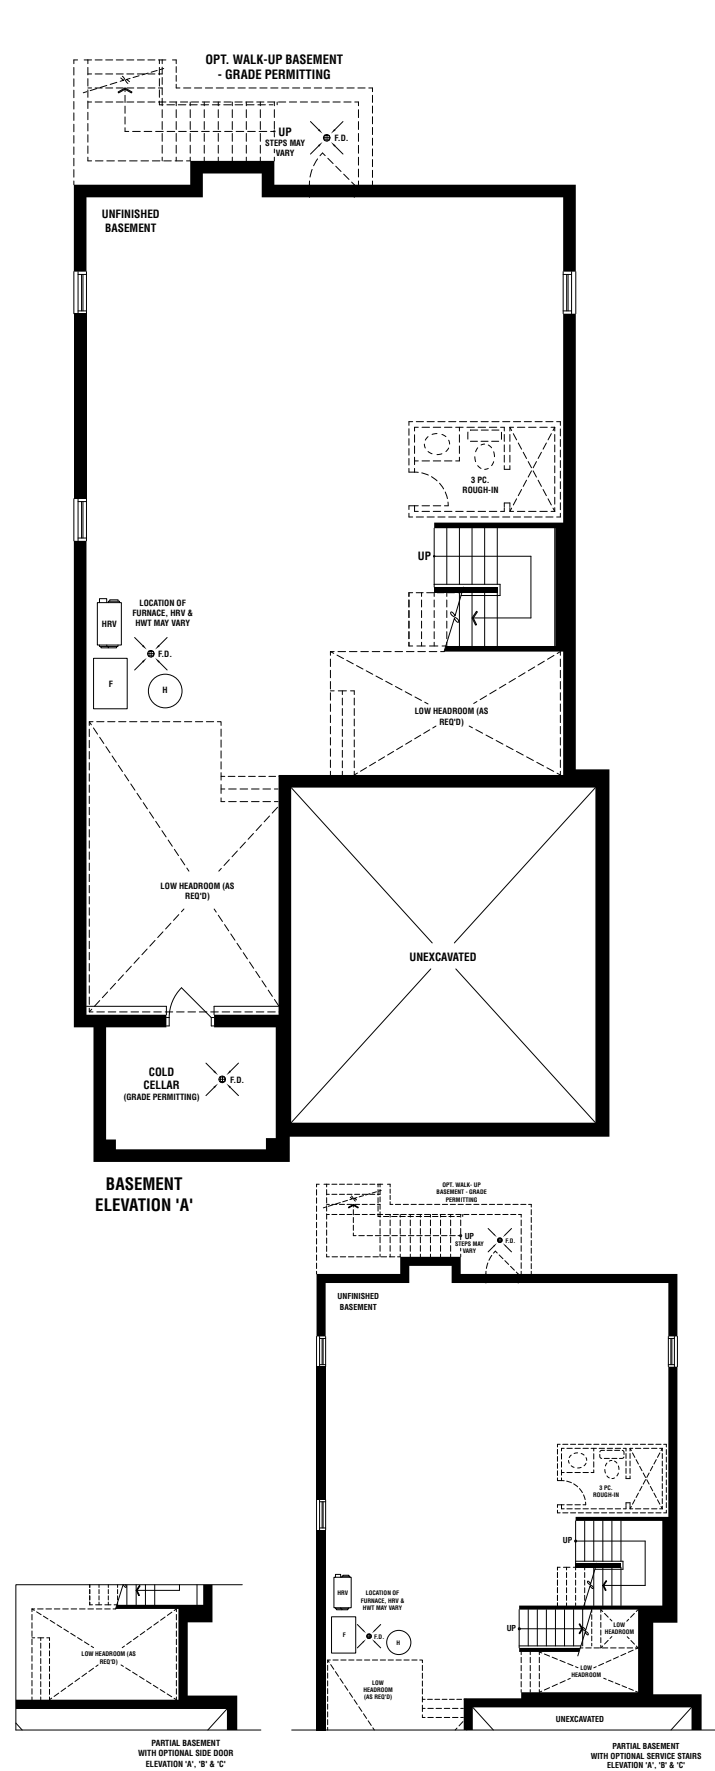 OPT. WALK-UP BASEMENT
- GRADE PERMITTING
UP
STEPS MAY
VARY
F.D.
UNFINISHED
BASEMENT
3 PC.
ROUGH-IN
UP
LOCATION OF
FURNACE, HRV &
HWT MAY VARY
HRV
F.D.
F
H
LOW HEADROOM (AS
REQ'D)
LOW HEADROOM (AS
REQ'D)
UNEXCAVATED
COLD
CELLAR
(GRADE PERMITTING)
F.D.
BASEMENT
ELEVATION 'A'
OPT. WALK- UP
BASEMENT - GRADE
PERMITTING
UP
STEPS MAY
VARY
F.D.
UNFINISHED
BASEMENT
3 PC.
ROUGH-IN
UP
HRV
LOCATION OF
FURNACE, HRV &
HWT MAY VARY
F
F.D.
H
UP
LOW
HEADROOM
LOW
HEADROOM
LOW
HEADROOM
(AS REQ'D)
UNEXCAVATED
LOW HEADROOM (AS
REQ'D)
PARTIAL BASEMENT
WITH OPTIONAL SIDE DOOR
ELEVATION 'A', 'B' & 'C'
PARTIAL BASEMENT
WITH OPTIONAL SERVICE STAIRS
ELEVATION 'A', 'B' & 'C'